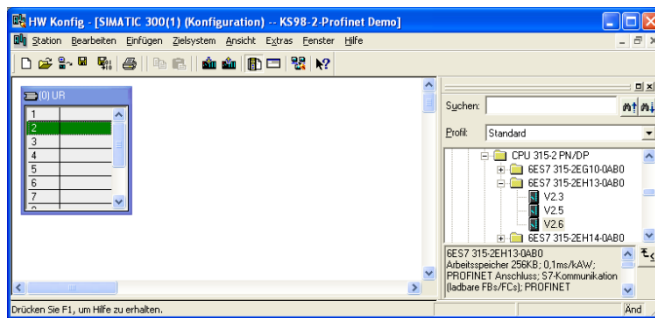 HW Konfig - [SIMATIC 300(1) (Konfiguration) -- KS98-2-Profinet Demo]
Station Bearbeiten Einfügen Zielsystem Ansicht Extras Fenster Hilfe
(0) UR
1
2
3
4
5
6
7
Suchen:
Profil: Standard
CPU 315-2 PN/DP
6ES7 315-2EG10-0AB0
6ES7 315-2EH13-0AB0
V2.3
V2.5
V2.6
6ES7 315-2EH14-0AB0
6ES7 315-2EH13-0AB0
Arbeitsspeicher 256KB; 0,1ms/kAW;
PROFINET Anschluss; S7-Kommunikation
(ladbare FBs/FCs); PROFINET
Drücken Sie F1, um Hilfe zu erhalten.
Änd